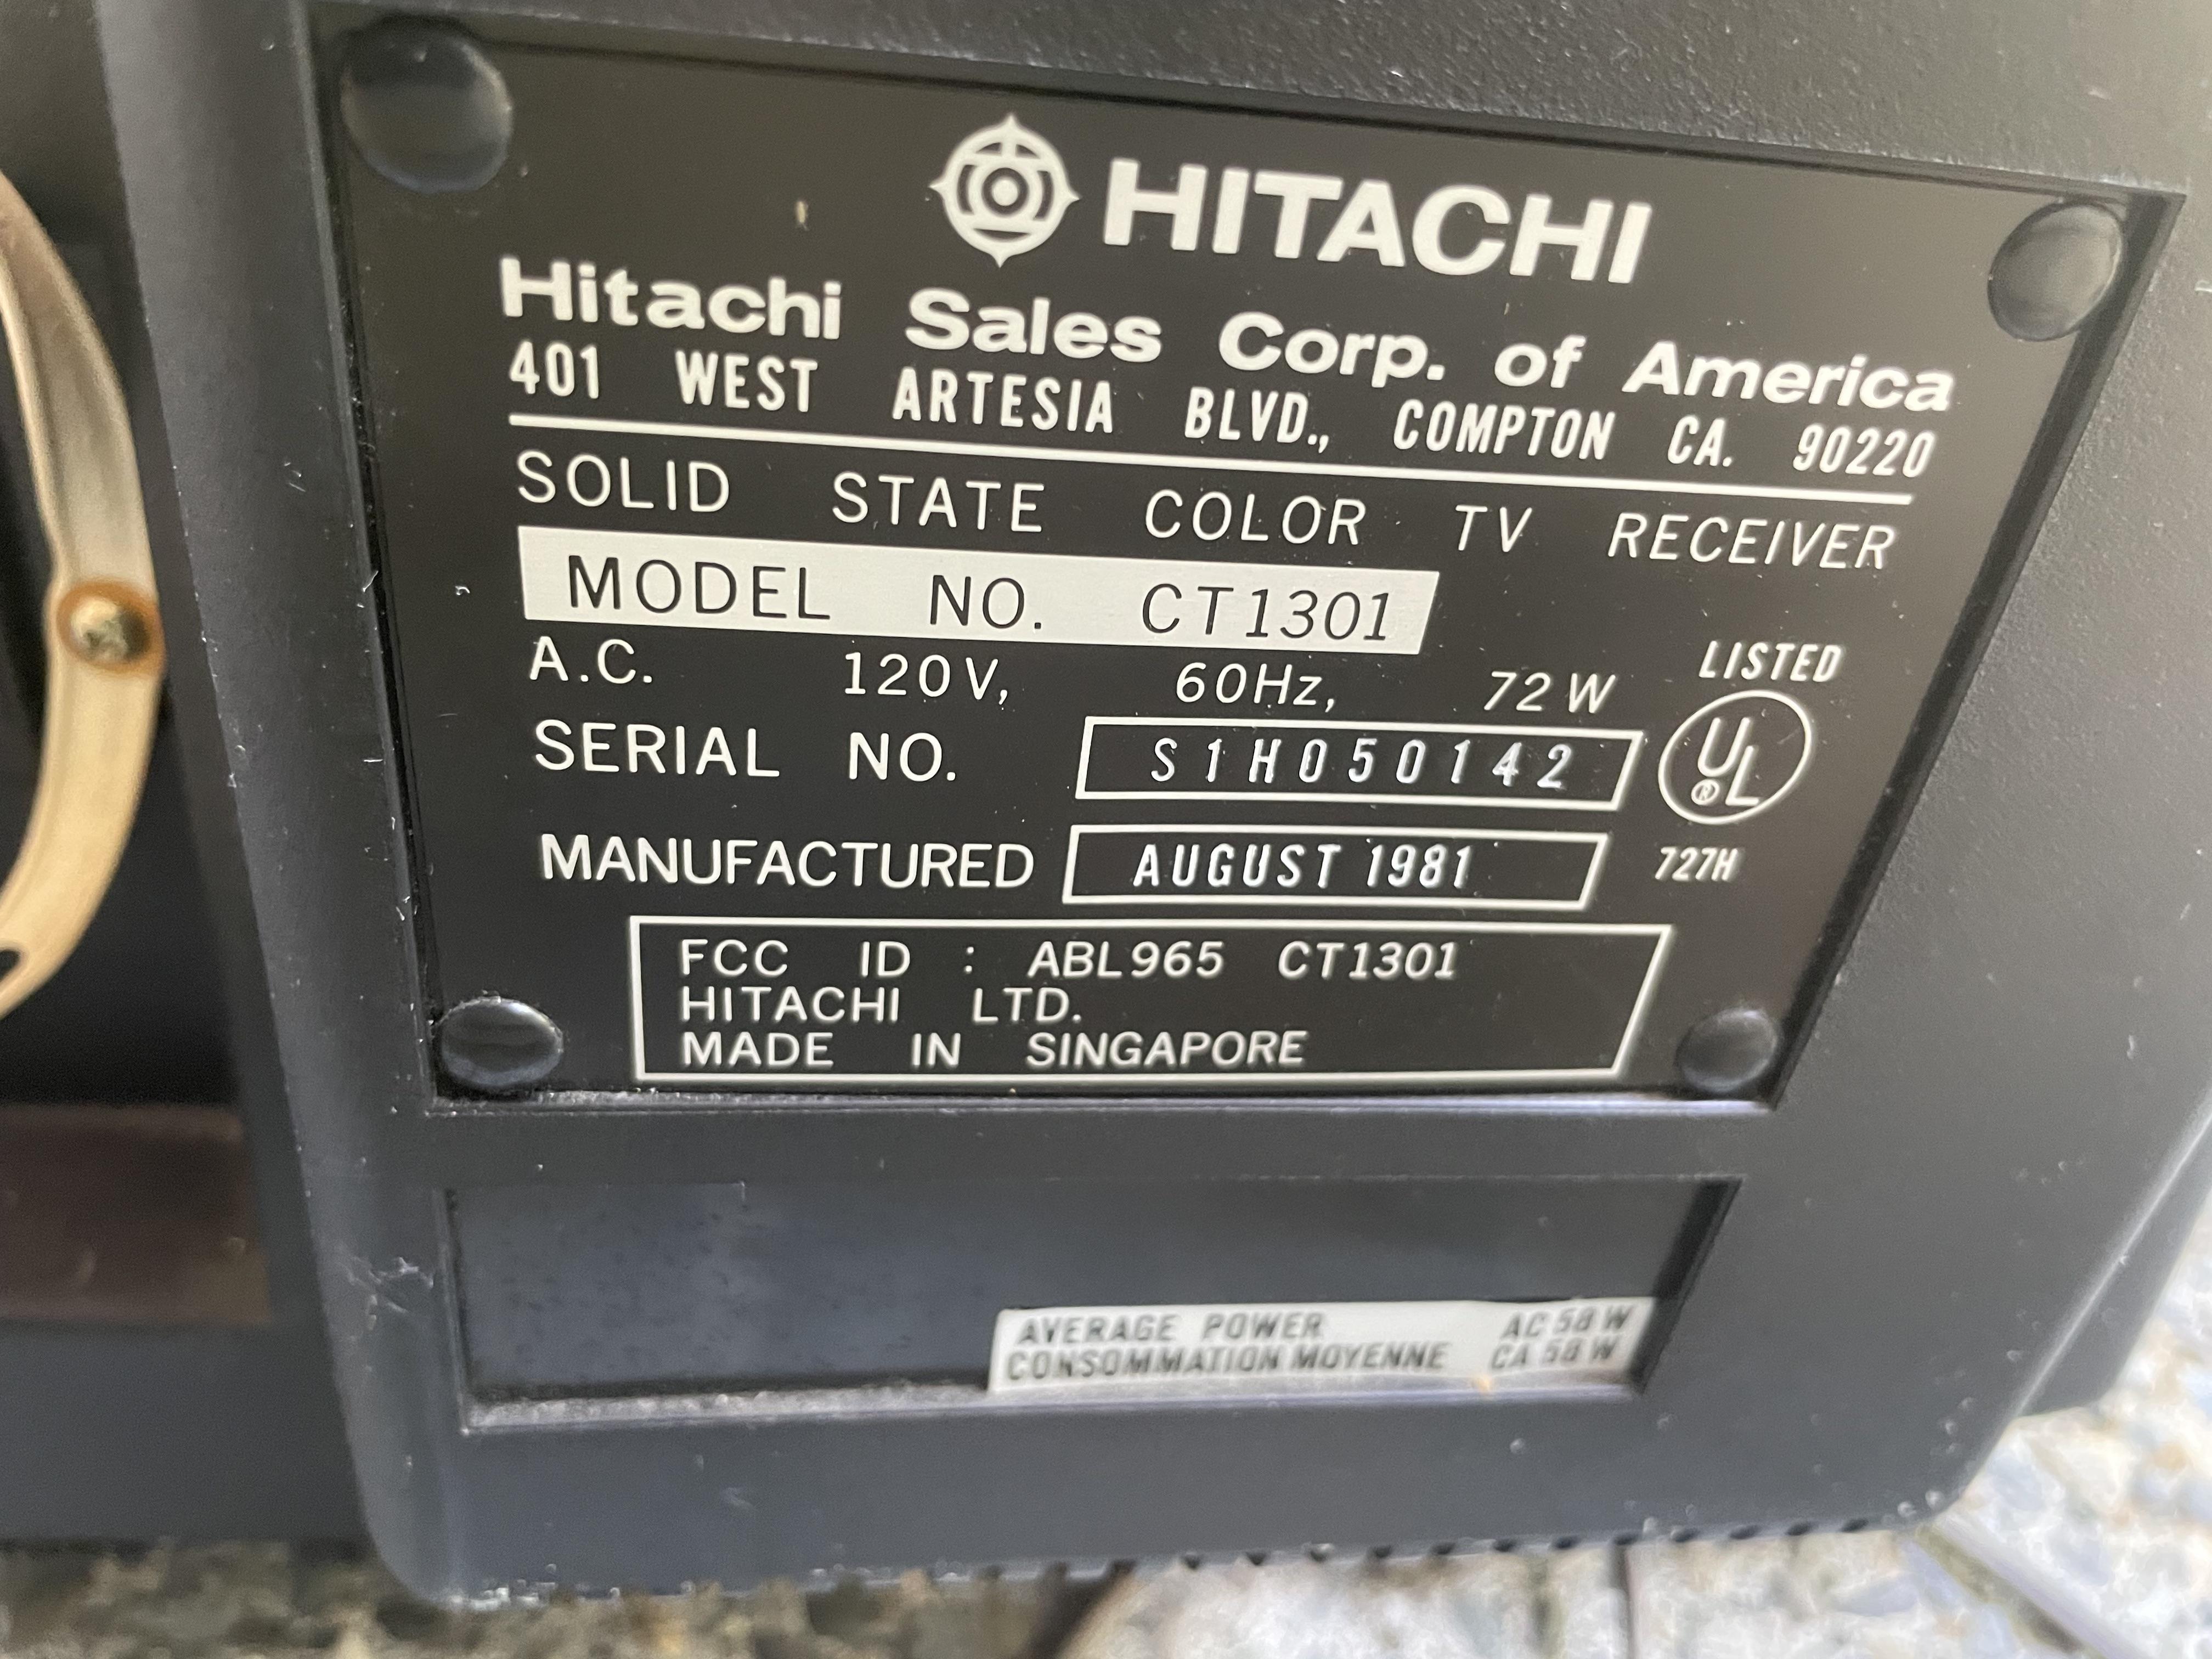 HITACHI
Hitachi Sales Corp. of America
401 WEST ARTESIA BLVD., COMPTON CA. 90220
SOLID STATE COLOR TV RECEIVER
MODEL NO. CT1301
A.C. 120V, 60Hz, 72W
LISTED
SERIAL NO. S1H050142
UL
®
MANUFACTURED AUGUST 1981
727H
FCC ID : ABL965 CT1301
HITACHI LTD.
MADE IN SINGAPORE
AVERAGE POWER AC 58 W
CONSOMMATION MOYENNE CA 58 W